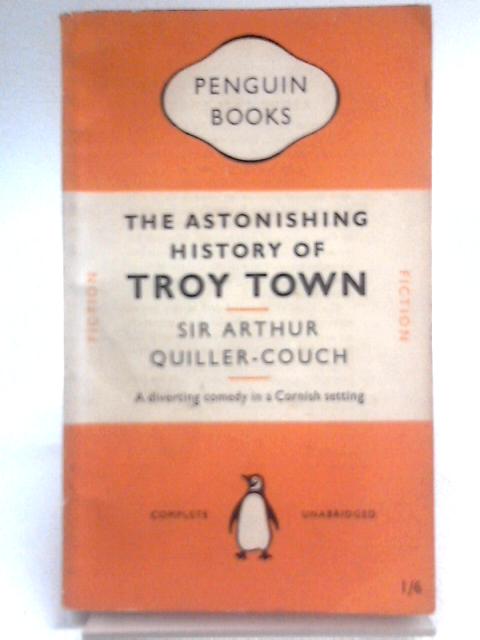 PENGUIN
BOOKS
THE ASTONISHING
HISTORY OF
TROY TOWN
FICTION
FICTION
SIR ARTHUR
QUILLER-COUCH
A diverting comedy in a Cornish setting
COMPLETE
UNABRIDGED
1/6